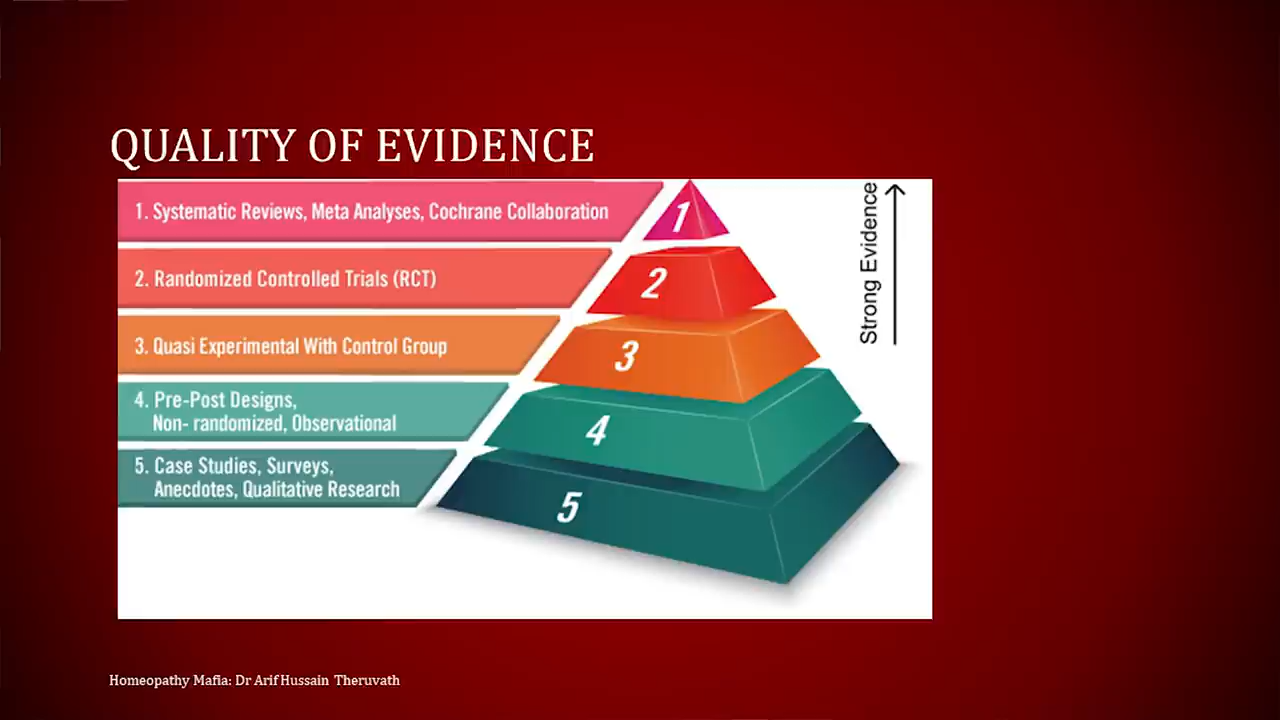 QUALITY OF EVIDENCE
1. Systematic Reviews, Meta Analyses, Cochrane Collaboration
1
2. Randomized Controlled Trials (RCT)
2
3. Quasi Experimental With Control Group
3
4. Pre-Post Designs,
Non- randomized, Observational
4
5. Case Studies, Surveys,
Anecdotes, Qualitative Research
5
Strong Evidence
Homeopathy Mafia: Dr Arif Hussain Theruvath